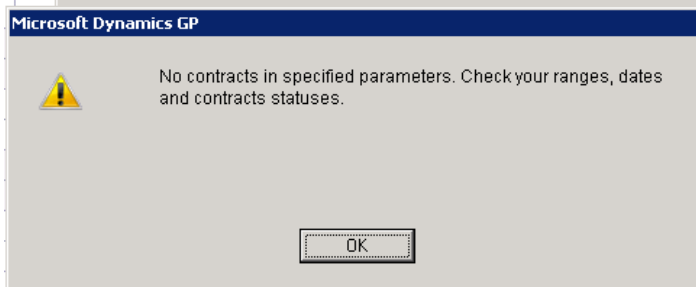 Microsoft Dynamics GP
No contracts in specified parameters. Check your ranges, dates
and contracts statuses.
OK